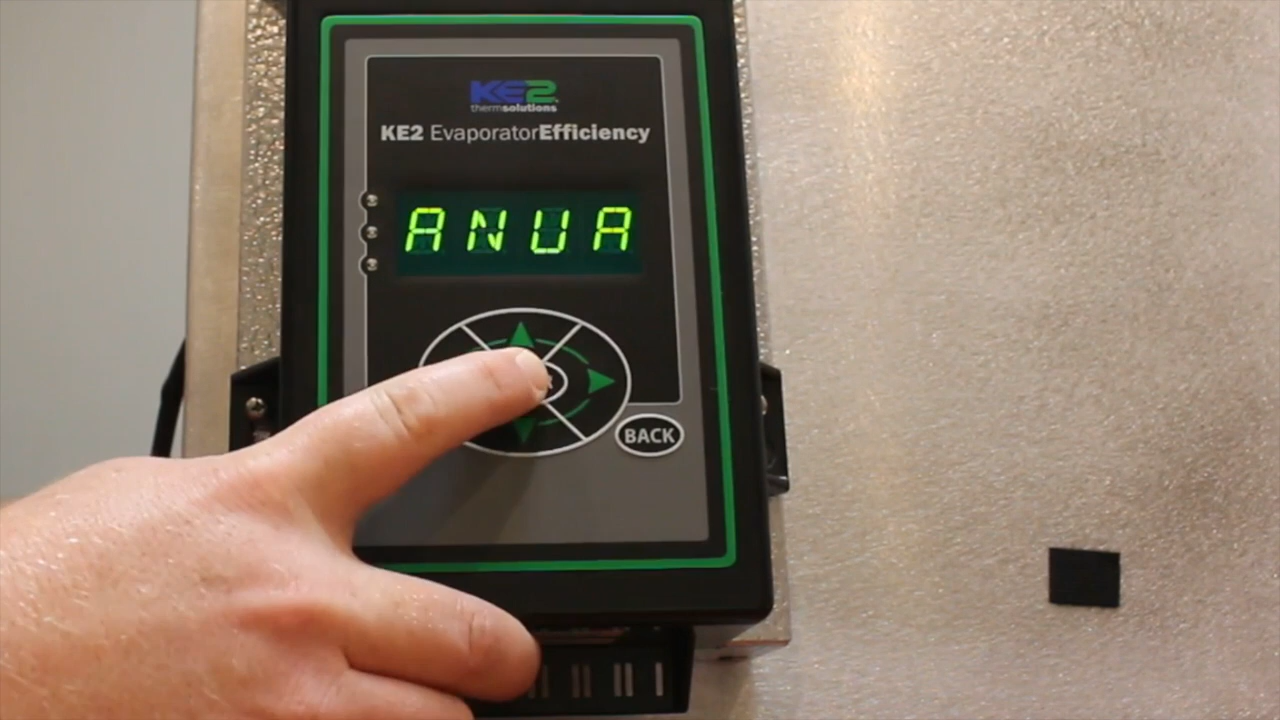 KE2
thermsolutions
KE2 EvaporatorEfficiency
ANUA
BACK